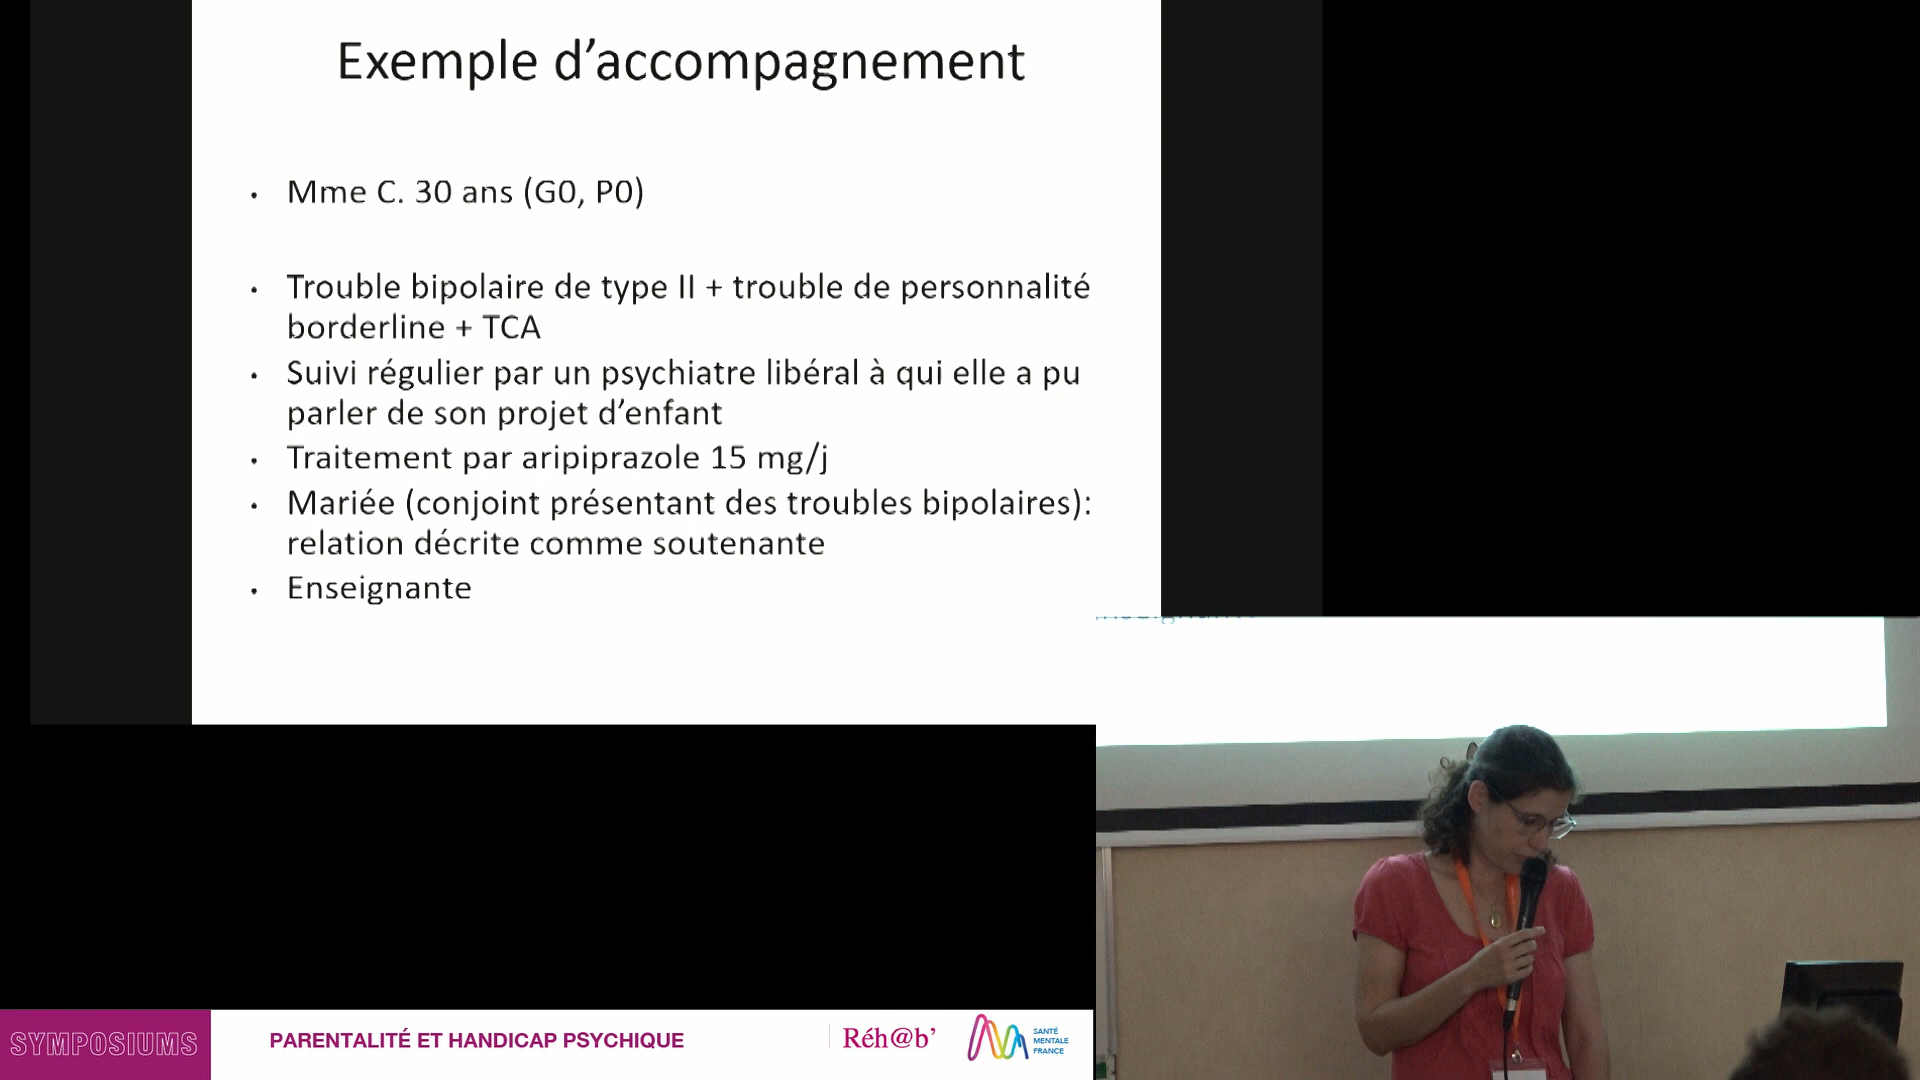 Exemple d’accompagnement
• Mme C. 30 ans (G0, P0)
• Trouble bipolaire de type II + trouble de personnalité
borderline + TCA
• Suivi régulier par un psychiatre libéral à qui elle a pu
parler de son projet d’enfant
• Traitement par aripiprazole 15 mg/j
• Mariée (conjoint présentant des troubles bipolaires):
relation décrite comme soutenante
• Enseignante
SYMPOSIUMS
PARENTALITÉ ET HANDICAP PSYCHIQUE
Réh@b’
SANTÉ
MENTALE
FRANCE